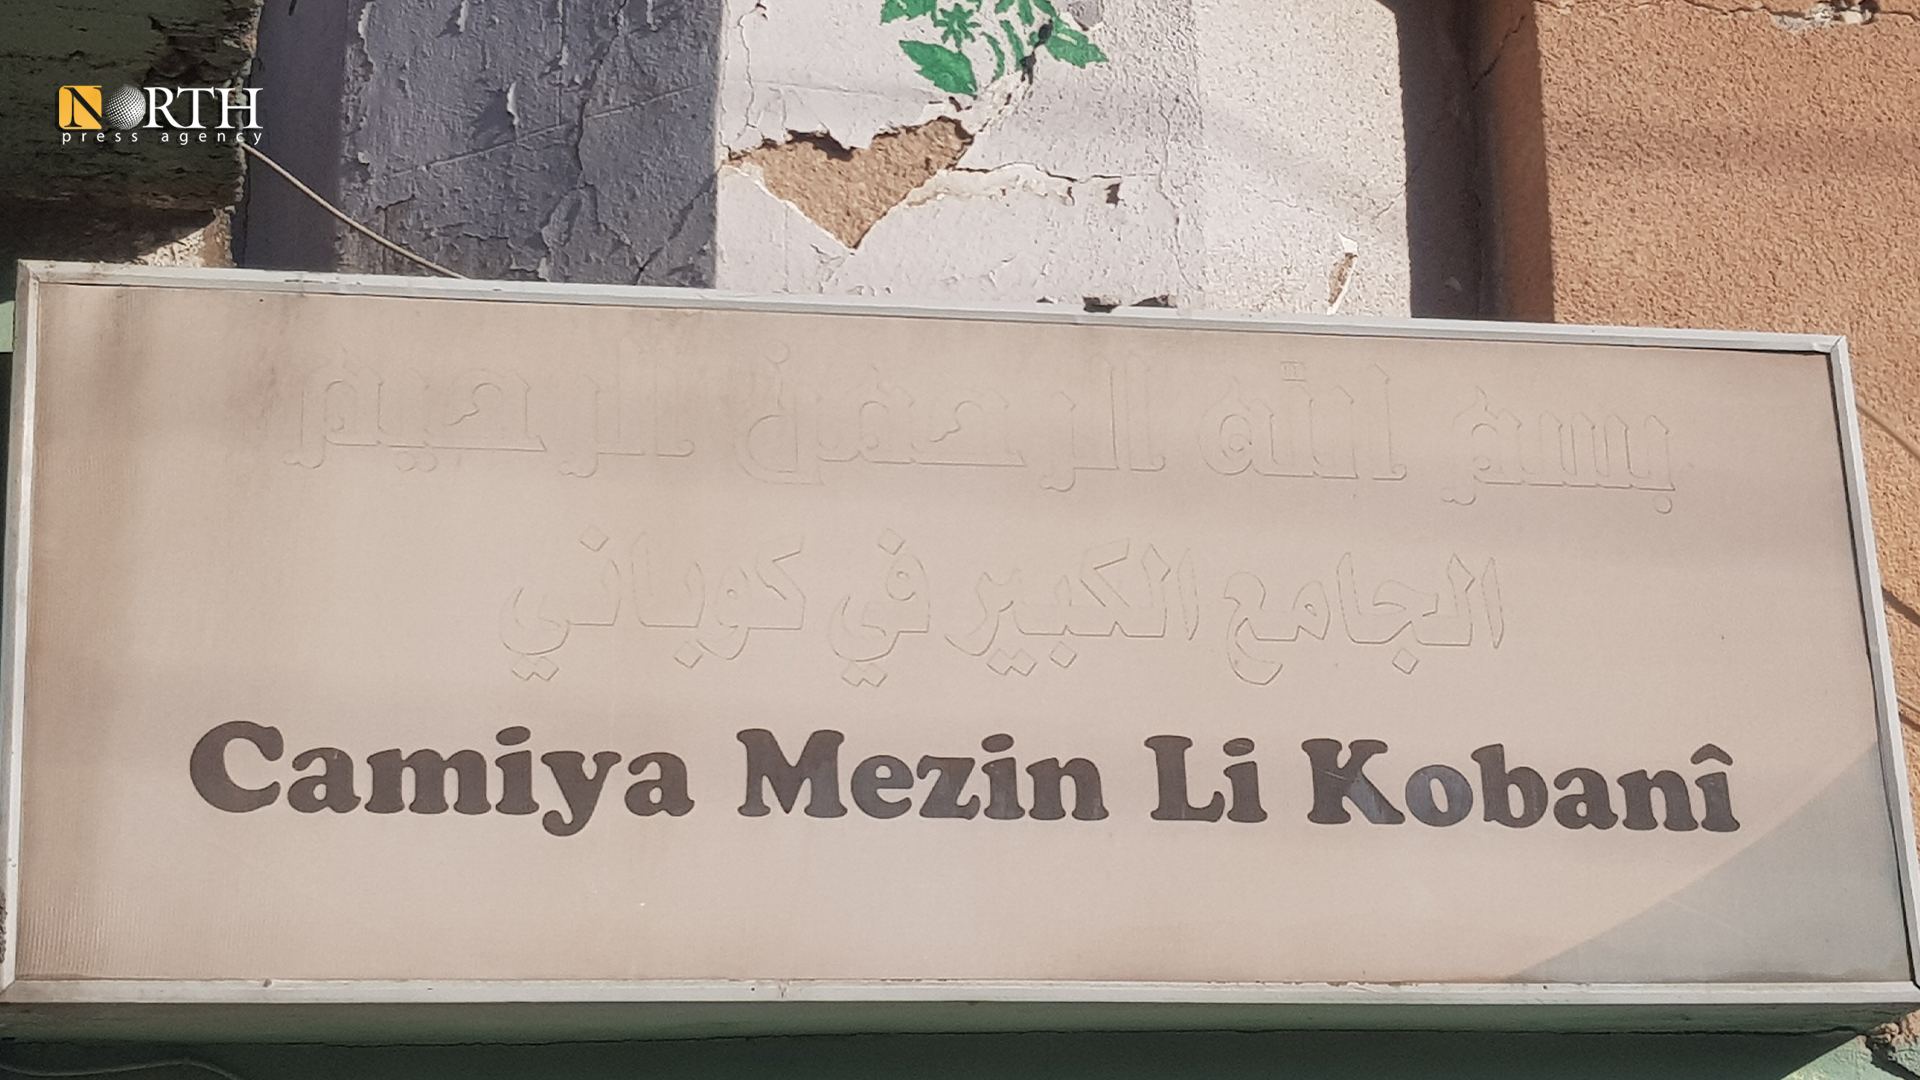 NORTH
press agency
بسم الله الرحمن الرحيم
الجامع الكبير في كوباني
Camiya Mezin Li Kobanî